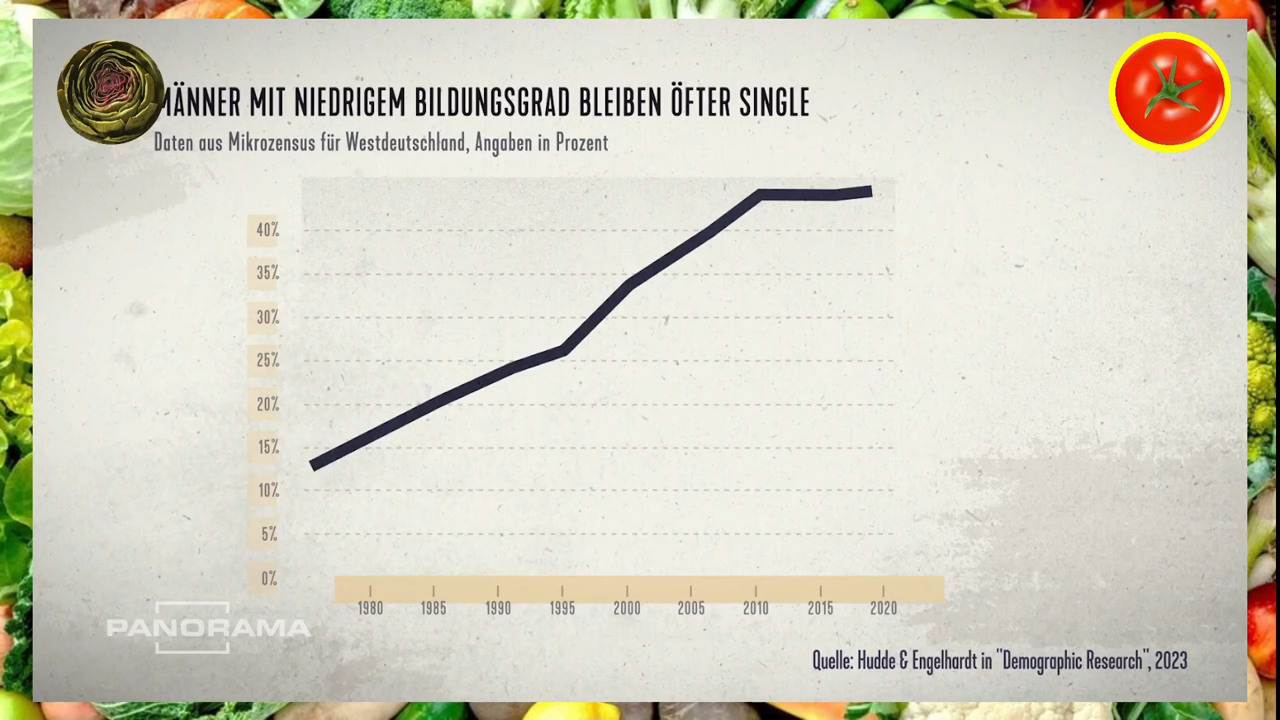 MÄNNER MIT NIEDRIGEM BILDUNGSGRAD BLEIBEN ÖFTER SINGLE
Daten aus Mikrozensus für Westdeutschland, Angaben in Prozent
40%
35%
30%
25%
20%
15%
10%
5%
0%
1980 1985 1990 1995 2000 2005 2010 2015 2020
PANORAMA
Quelle: Hudde & Engelhardt in "Demographic Research", 2023